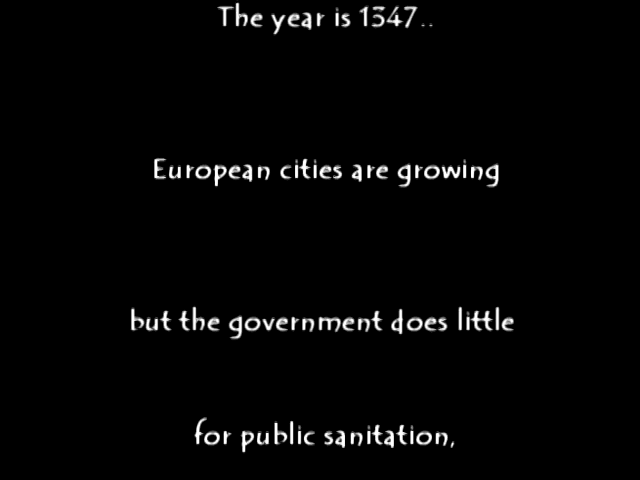 The year is 1347..
European cities are growing
but the government does little
for public sanitation,